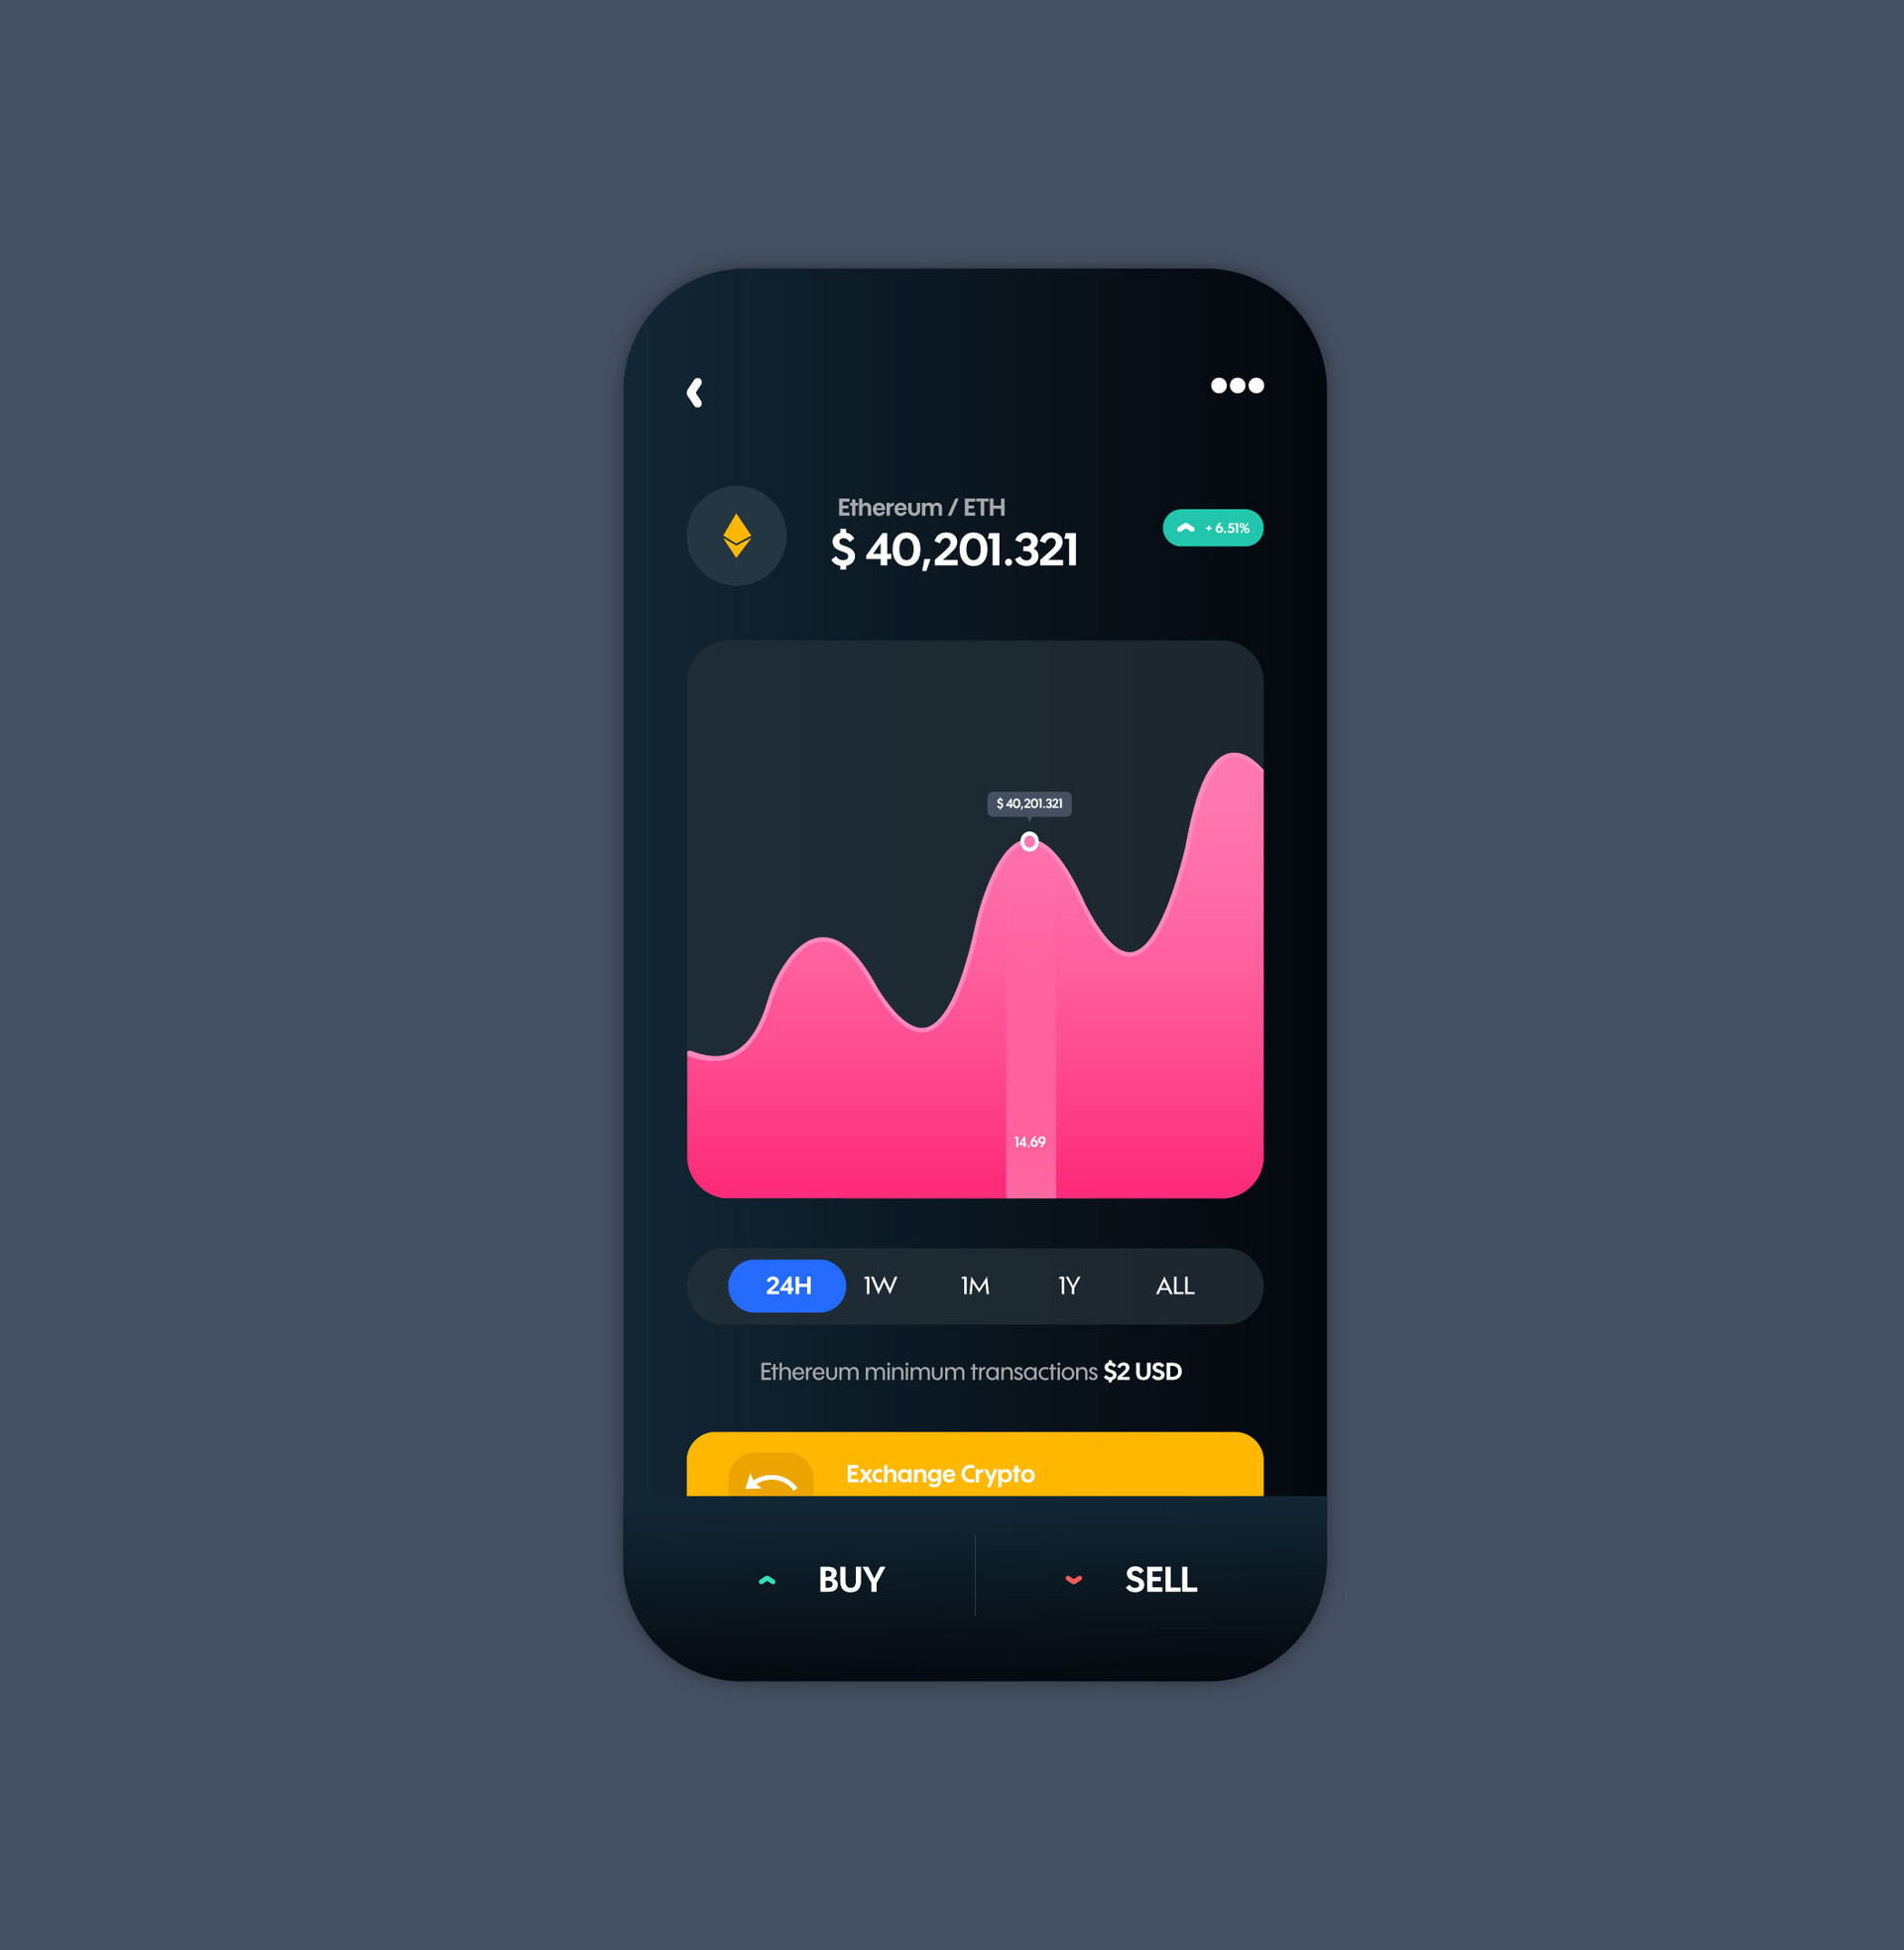 Ethereum / ETH
$ 40,201.321
+ 6.51%
$ 40,201.321
14.69
24H 1W 1M 1Y ALL
Ethereum minimum transactions $2 USD
Exchange Crypto
BUY SELL